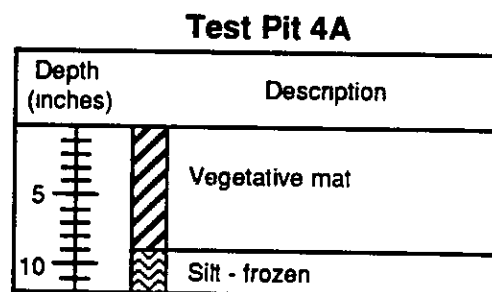 Test Pit 4A
Depth
(inches)
Description
Vegetative mat
5
10
Silt - frozen